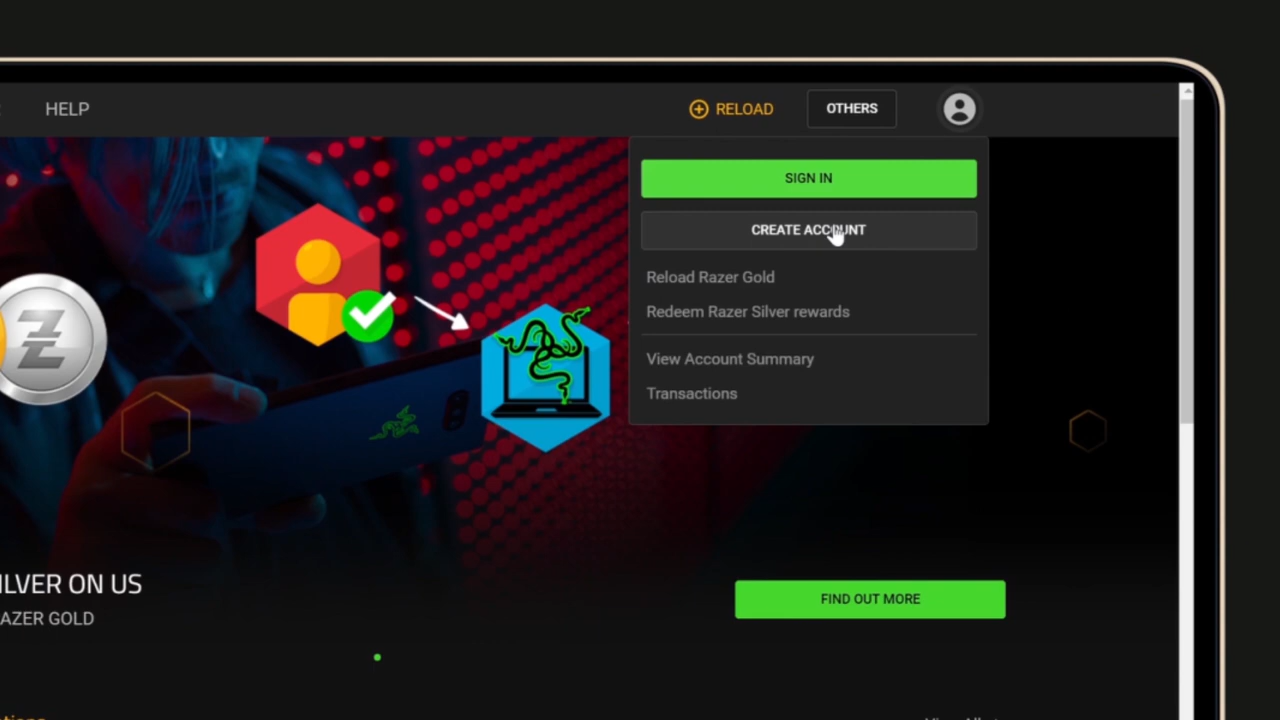 HELP
RELOAD
OTHERS
SIGN IN
CREATE ACCOUNT
Reload Razer Gold
Redeem Razer Silver rewards
View Account Summary
Transactions
ILVER ON US
AZER GOLD
FIND OUT MORE